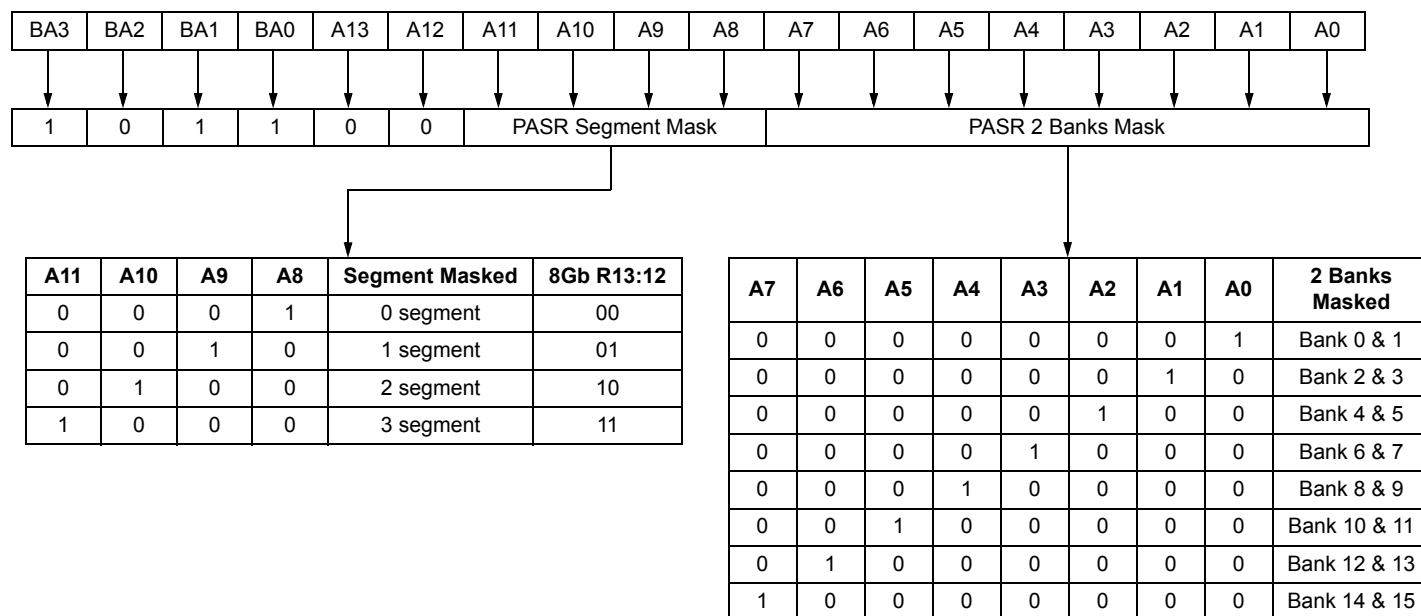 BA3 BA2 BA1 BA0 A13 A12 A11 A10 A9 A8 A7 A6 A5 A4 A3 A2 A1 A0
1 0 1 1 0 0 PASR Segment Mask PASR 2 Banks Mask
A11 A10 A9 A8 Segment Masked 8Gb R13:12
0 0 0 1 0 segment 00
0 0 1 0 1 segment 01
0 1 0 0 2 segment 10
1 0 0 0 3 segment 11
A7 A6 A5 A4 A3 A2 A1 A0 2 Banks
Masked
0 0 0 0 0 0 0 1 Bank 0 & 1
0 0 0 0 0 0 1 0 Bank 2 & 3
0 0 0 0 0 1 0 0 Bank 4 & 5
0 0 0 0 1 0 0 0 Bank 6 & 7
0 0 0 1 0 0 0 0 Bank 8 & 9
0 0 1 0 0 0 0 0 Bank 10 & 11
0 1 0 0 0 0 0 0 Bank 12 & 13
1 0 0 0 0 0 0 0 Bank 14 & 15